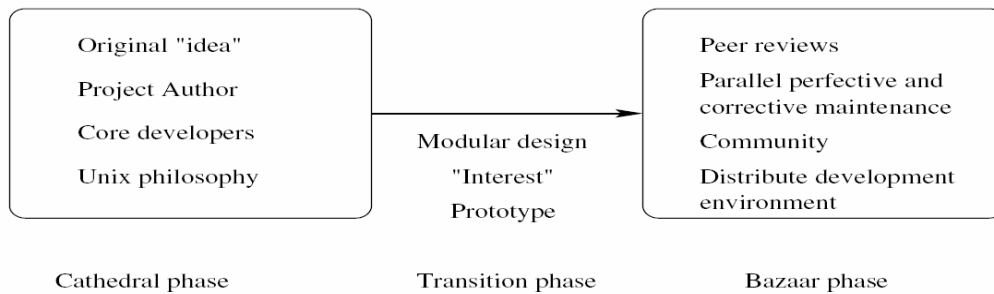 Original "idea"
Project Author
Core developers
Unix philosophy
Modular design
"Interest"
Prototype
Peer reviews
Parallel perfective and
corrective maintenance
Community
Distribute development
environment
Cathedral phase
Transition phase
Bazaar phase